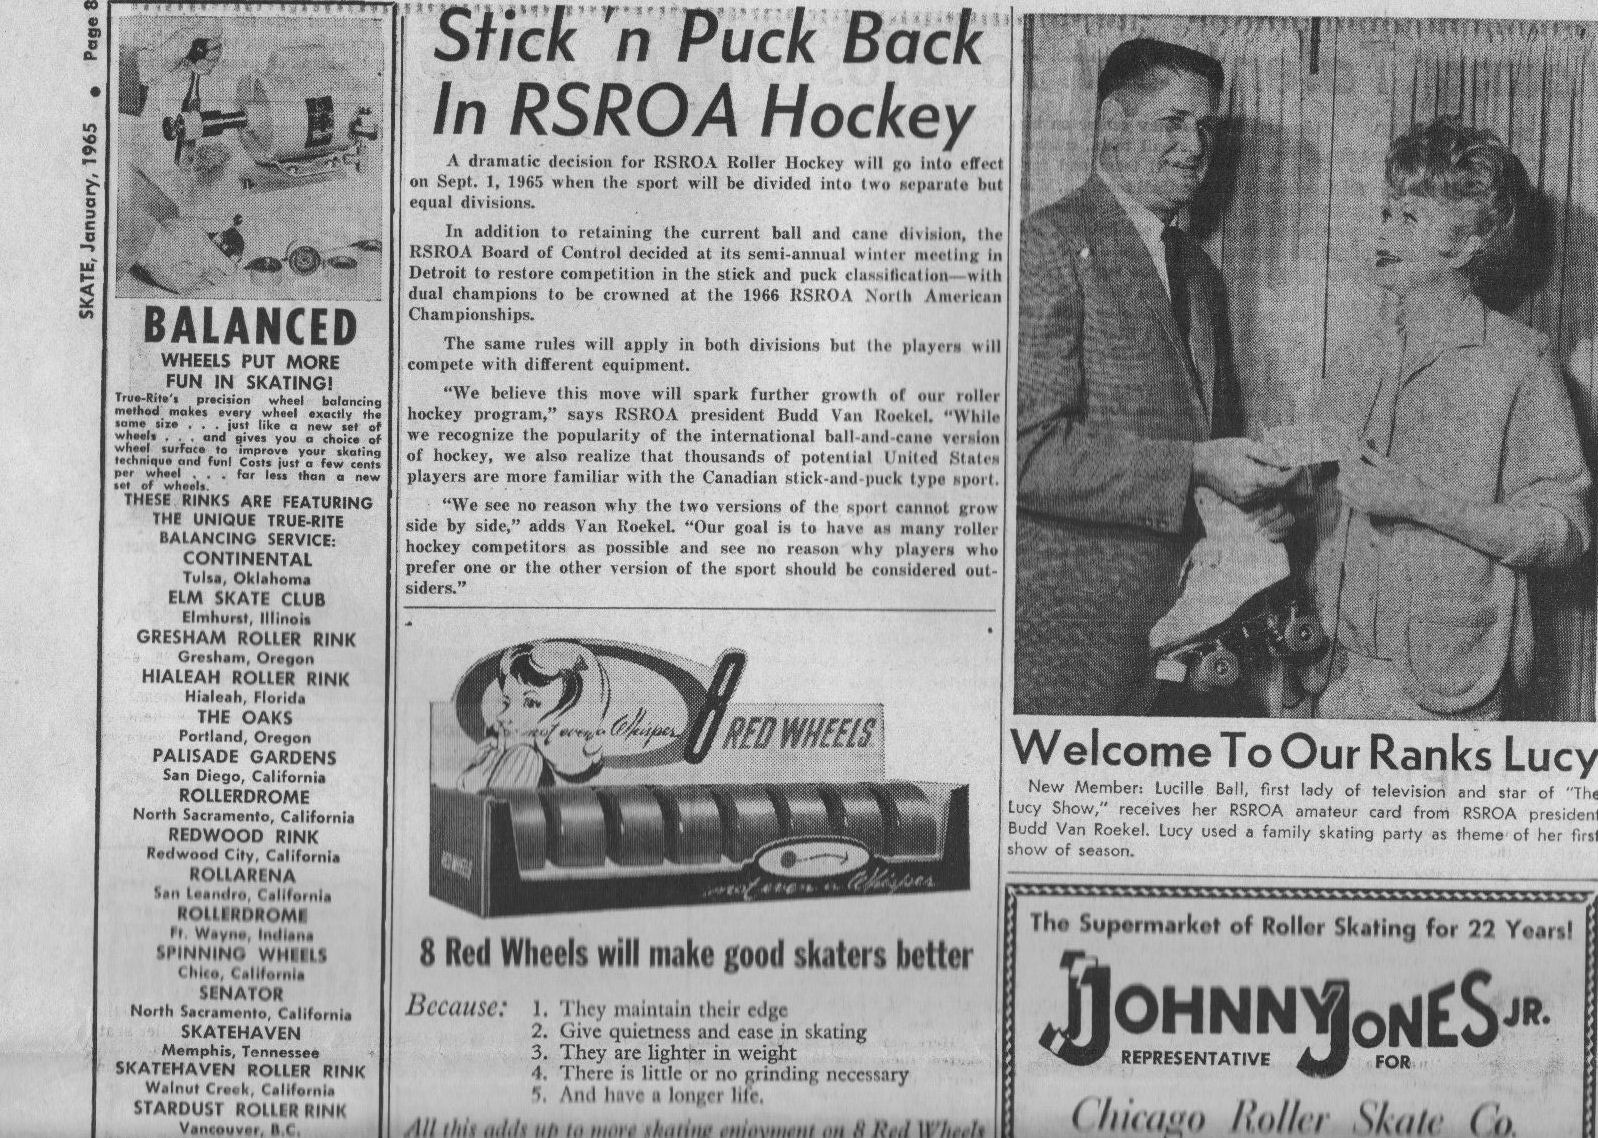 SKATE, January, 1965 • Page 8
BALANCED
WHEELS PUT MORE
FUN IN SKATING!
True-Rite's precision wheel balancing
method makes every wheel exactly the
same size . . . just like a new set of
wheels . . . and gives you a choice of
wheel surface to improve your skating
technique and fun! Costs just a few cents
per wheel . . . far less than a new
set of wheels.
THESE RINKS ARE FEATURING
THE UNIQUE TRUE-RITE
BALANCING SERVICE:
CONTINENTAL
Tulsa, Oklahoma
ELM SKATE CLUB
Elmhurst, Illinois
GRESHAM ROLLER RINK
Gresham, Oregon
HIALEAH ROLLER RINK
Hialeah, Florida
THE OAKS
Portland, Oregon
PALISADE GARDENS
San Diego, California
ROLLERDROME
North Sacramento, California
REDWOOD RINK
Redwood City, California
ROLLARENA
San Leandro, California
ROLLERDROME
Ft. Wayne, Indiana
SPINNING WHEELS
Chico, California
SENATOR
North Sacramento, California
SKATEHAVEN
Memphis, Tennessee
SKATEHAVEN ROLLER RINK
Walnut Creek, California
STARDUST ROLLER RINK
Vancouver, B.C.
Stick 'n Puck Back
In RSROA Hockey
A dramatic decision for RSROA Roller Hockey will go into effect
on Sept. 1, 1965 when the sport will be divided into two separate but
equal divisions.
In addition to retaining the current ball and cane division, the
RSROA Board of Control decided at its semi-annual winter meeting in
Detroit to restore competition in the stick and puck classification—with
dual champions to be crowned at the 1966 RSROA North American
Championships.
The same rules will apply in both divisions but the players will
compete with different equipment.
"We believe this move will spark further growth of our roller
hockey program," says RSROA president Budd Van Roekel. "While
we recognize the popularity of the international ball-and-cane version
of hockey, we also realize that thousands of potential United States
players are more familiar with the Canadian stick-and-puck type sport.
"We see no reason why the two versions of the sport cannot grow
side by side," adds Van Roekel. "Our goal is to have as many roller
hockey competitors as possible and see no reason why players who
prefer one or the other version of the sport should be considered out-
siders."
not even a Whisper
8 RED WHEELS
RED WHEELS
not even a Whisper
8 Red Wheels will make good skaters better
Because: 1. They maintain their edge
2. Give quietness and ease in skating
3. They are lighter in weight
4. There is little or no grinding necessary
5. And have a longer life.
All this adds up to more skating enjoyment on 8 Red Wheels
Welcome To Our Ranks Lucy
New Member: Lucille Ball, first lady of television and star of "The
Lucy Show," receives her RSROA amateur card from RSROA president
Budd Van Roekel. Lucy used a family skating party as theme of her first
show of season.
The Supermarket of Roller Skating for 22 Years!
JOHNNY JONES JR.
REPRESENTATIVE FOR
Chicago Roller Skate Co.